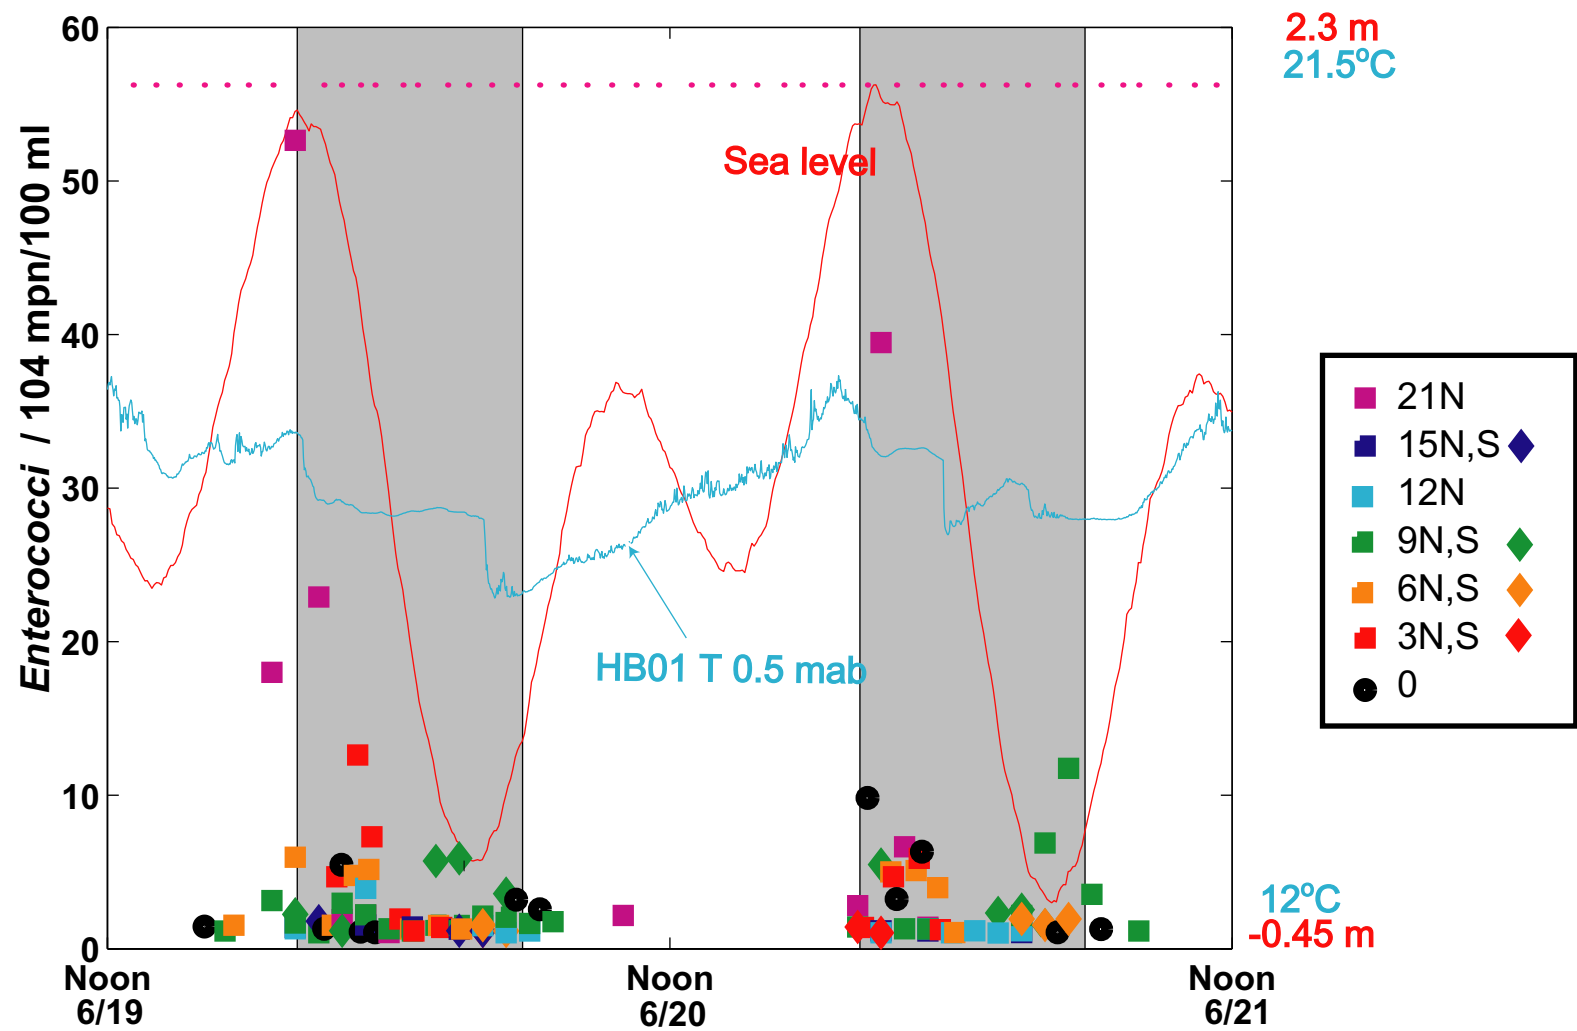 60
50
40
30
20
10
0
Enterococci / 104 mpn/100 ml
2.3 m
21.5ºC
Sea level
HB01 T 0.5 mab
12ºC
-0.45 m
Noon
6/19
Noon
6/20
Noon
6/21
21N
15N,S
12N
9N,S
6N,S
3N,S
0